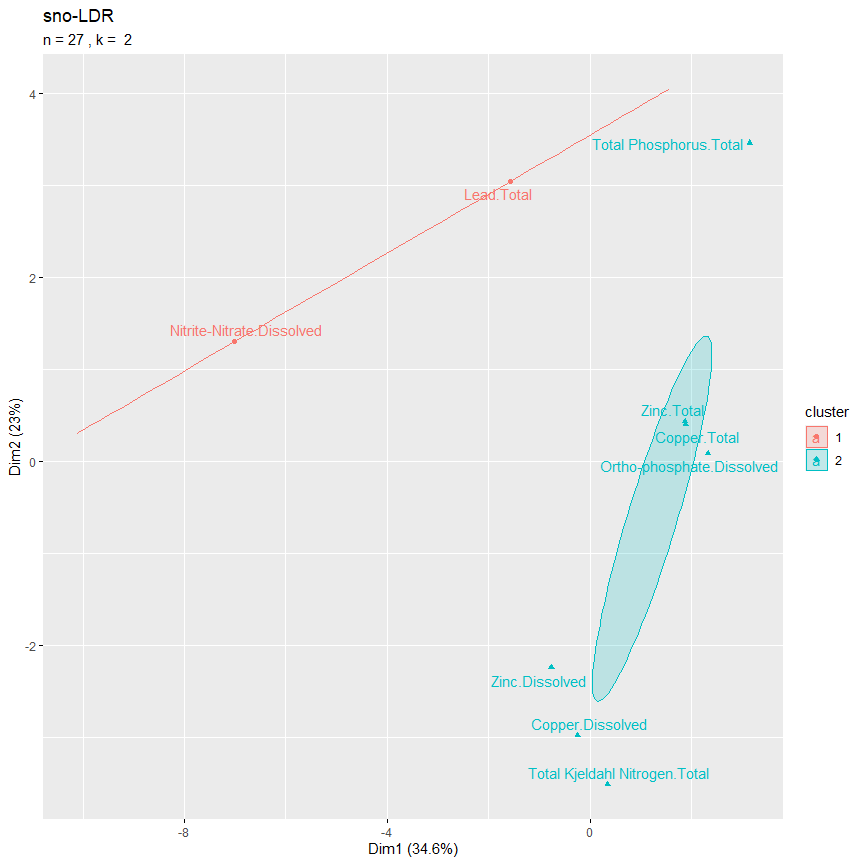 sno-LDR
n = 27 , k =  2
4
Total Phosphorus.Total
Lead.Total
2
Nitrite-Nitrate.Dissolved
Zinc.Total
cluster
Copper.Total
1
a
2
a
0
Ortho-phosphate.Dissolved
Dim2 (23%)
-2
Zinc.Dissolved
Copper.Dissolved
Total Kjeldahl Nitrogen.Total
-8
-4
0
Dim1 (34.6%)